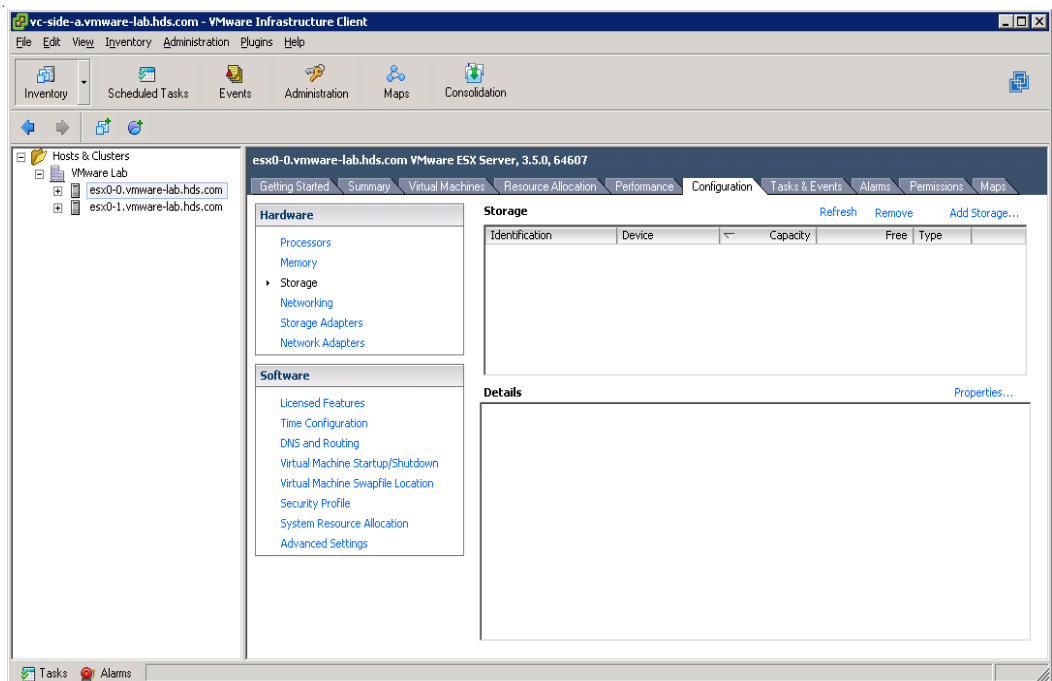 vc-side-a.vmware-lab.hds.com - VMware Infrastructure Client
File Edit View Inventory Administration Plugins Help
Inventory Scheduled Tasks Events Administration Maps Consolidation
Hosts & Clusters
VMware Lab
esx0-0.vmware-lab.hds.com
esx0-1.vmware-lab.hds.com
esx0-0.vmware-lab.hds.com VMware ESX Server, 3.5.0, 64607
Getting Started Summary Virtual Machines Resource Allocation Performance Configuration Tasks & Events Alarms Permissions Maps
Hardware
Processors
Memory
Storage
Networking
Storage Adapters
Network Adapters
Software
Licensed Features
Time Configuration
DNS and Routing
Virtual Machine Startup/Shutdown
Virtual Machine Swapfile Location
Security Profile
System Resource Allocation
Advanced Settings
Storage Refresh Remove Add Storage...
Identification Device Capacity Free Type
Details Properties...
Tasks Alarms